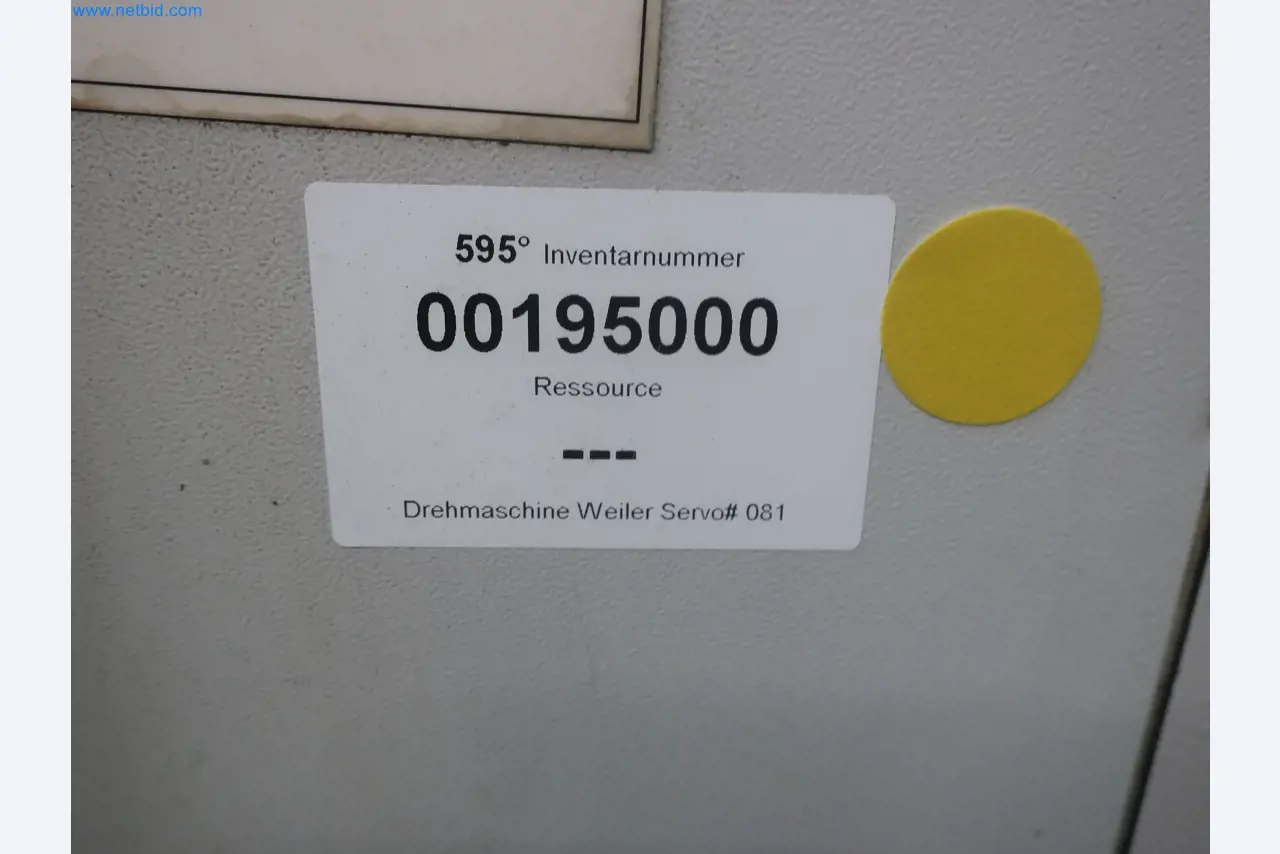 www.netbid.com
595° Inventarnummer
00195000
Ressource
---
Drehmaschine Weiler Servo# 081